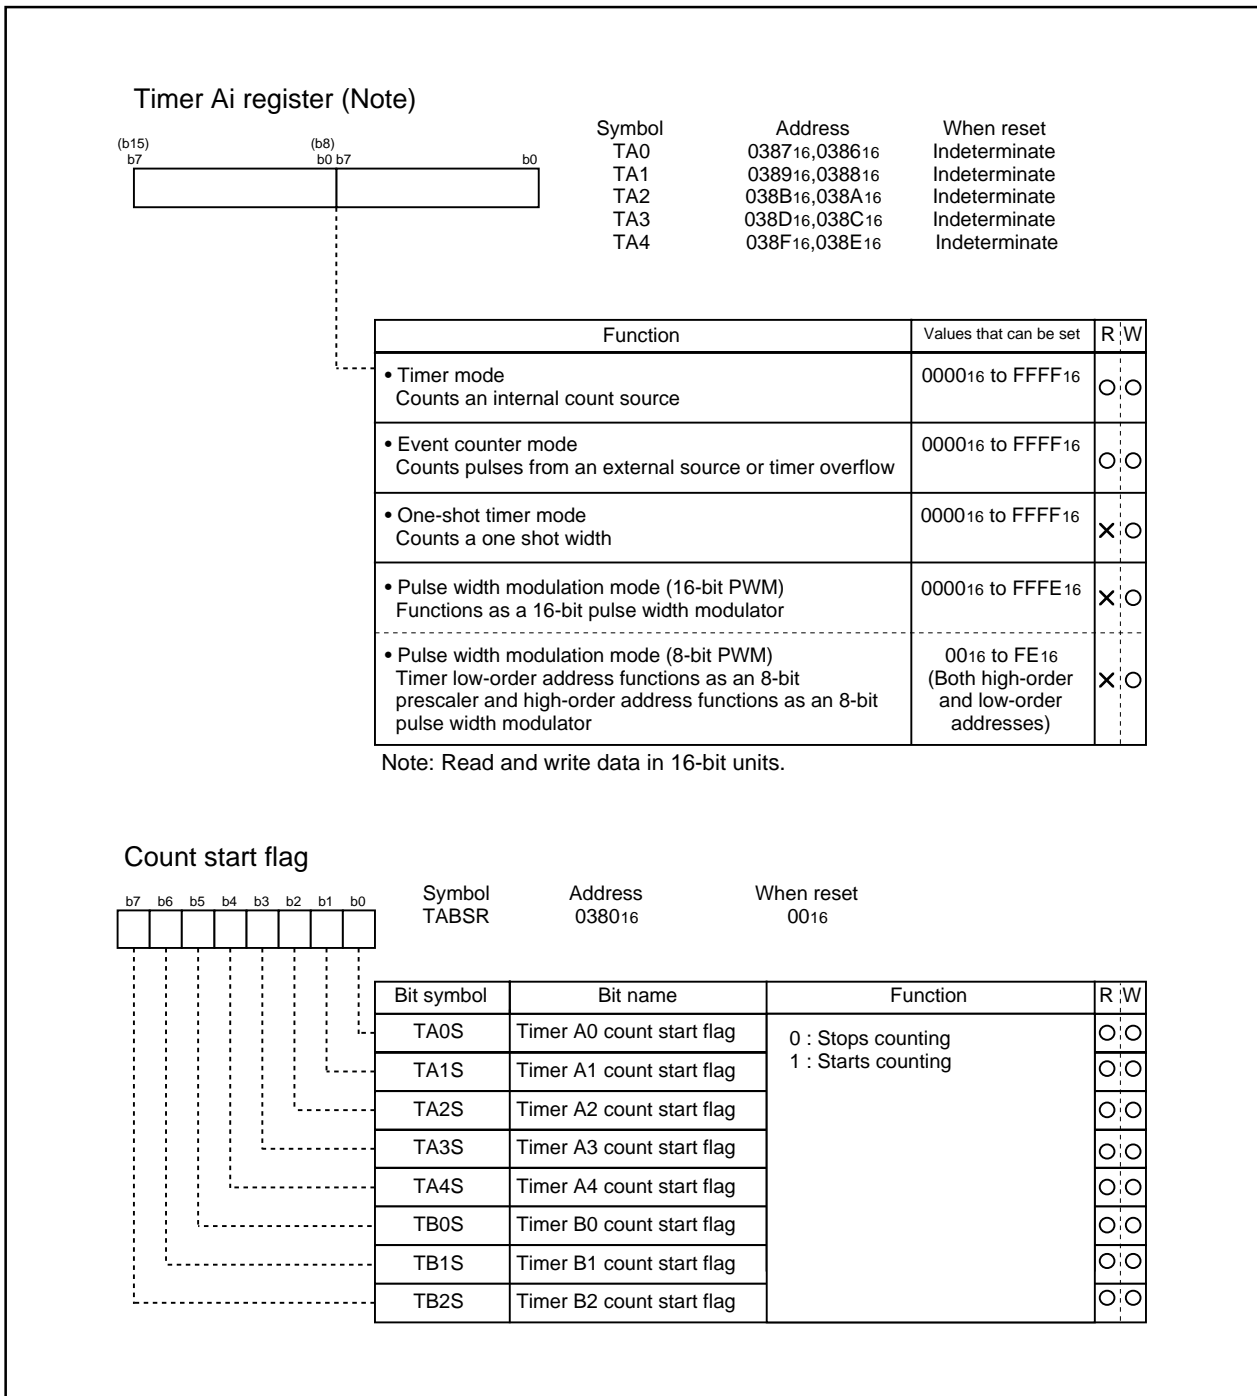 Timer Ai register (Note)
(b15) (b8)
b7 b0 b7 b0
Symbol Address When reset
TA0 038716,038616 Indeterminate
TA1 038916,038816 Indeterminate
TA2 038B16,038A16 Indeterminate
TA3 038D16,038C16 Indeterminate
TA4 038F16,038E16 Indeterminate
Function Values that can be set R W
• Timer mode 000016 to FFFF16
Counts an internal count source
• Event counter mode 000016 to FFFF16
Counts pulses from an external source or timer overflow
• One-shot timer mode 000016 to FFFF16
Counts a one shot width
• Pulse width modulation mode (16-bit PWM) 000016 to FFFE16
Functions as a 16-bit pulse width modulator
• Pulse width modulation mode (8-bit PWM) 0016 to FE16
Timer low-order address functions as an 8-bit (Both high-order
prescaler and high-order address functions as an 8-bit and low-order
pulse width modulator addresses)
Note: Read and write data in 16-bit units.
Count start flag
b7 b6 b5 b4 b3 b2 b1 b0
Symbol Address When reset
TABSR 038016 0016
Bit symbol Bit name Function R W
TA0S Timer A0 count start flag 0 : Stops counting
1 : Starts counting
TA1S Timer A1 count start flag
TA2S Timer A2 count start flag
TA3S Timer A3 count start flag
TA4S Timer A4 count start flag
TB0S Timer B0 count start flag
TB1S Timer B1 count start flag
TB2S Timer B2 count start flag